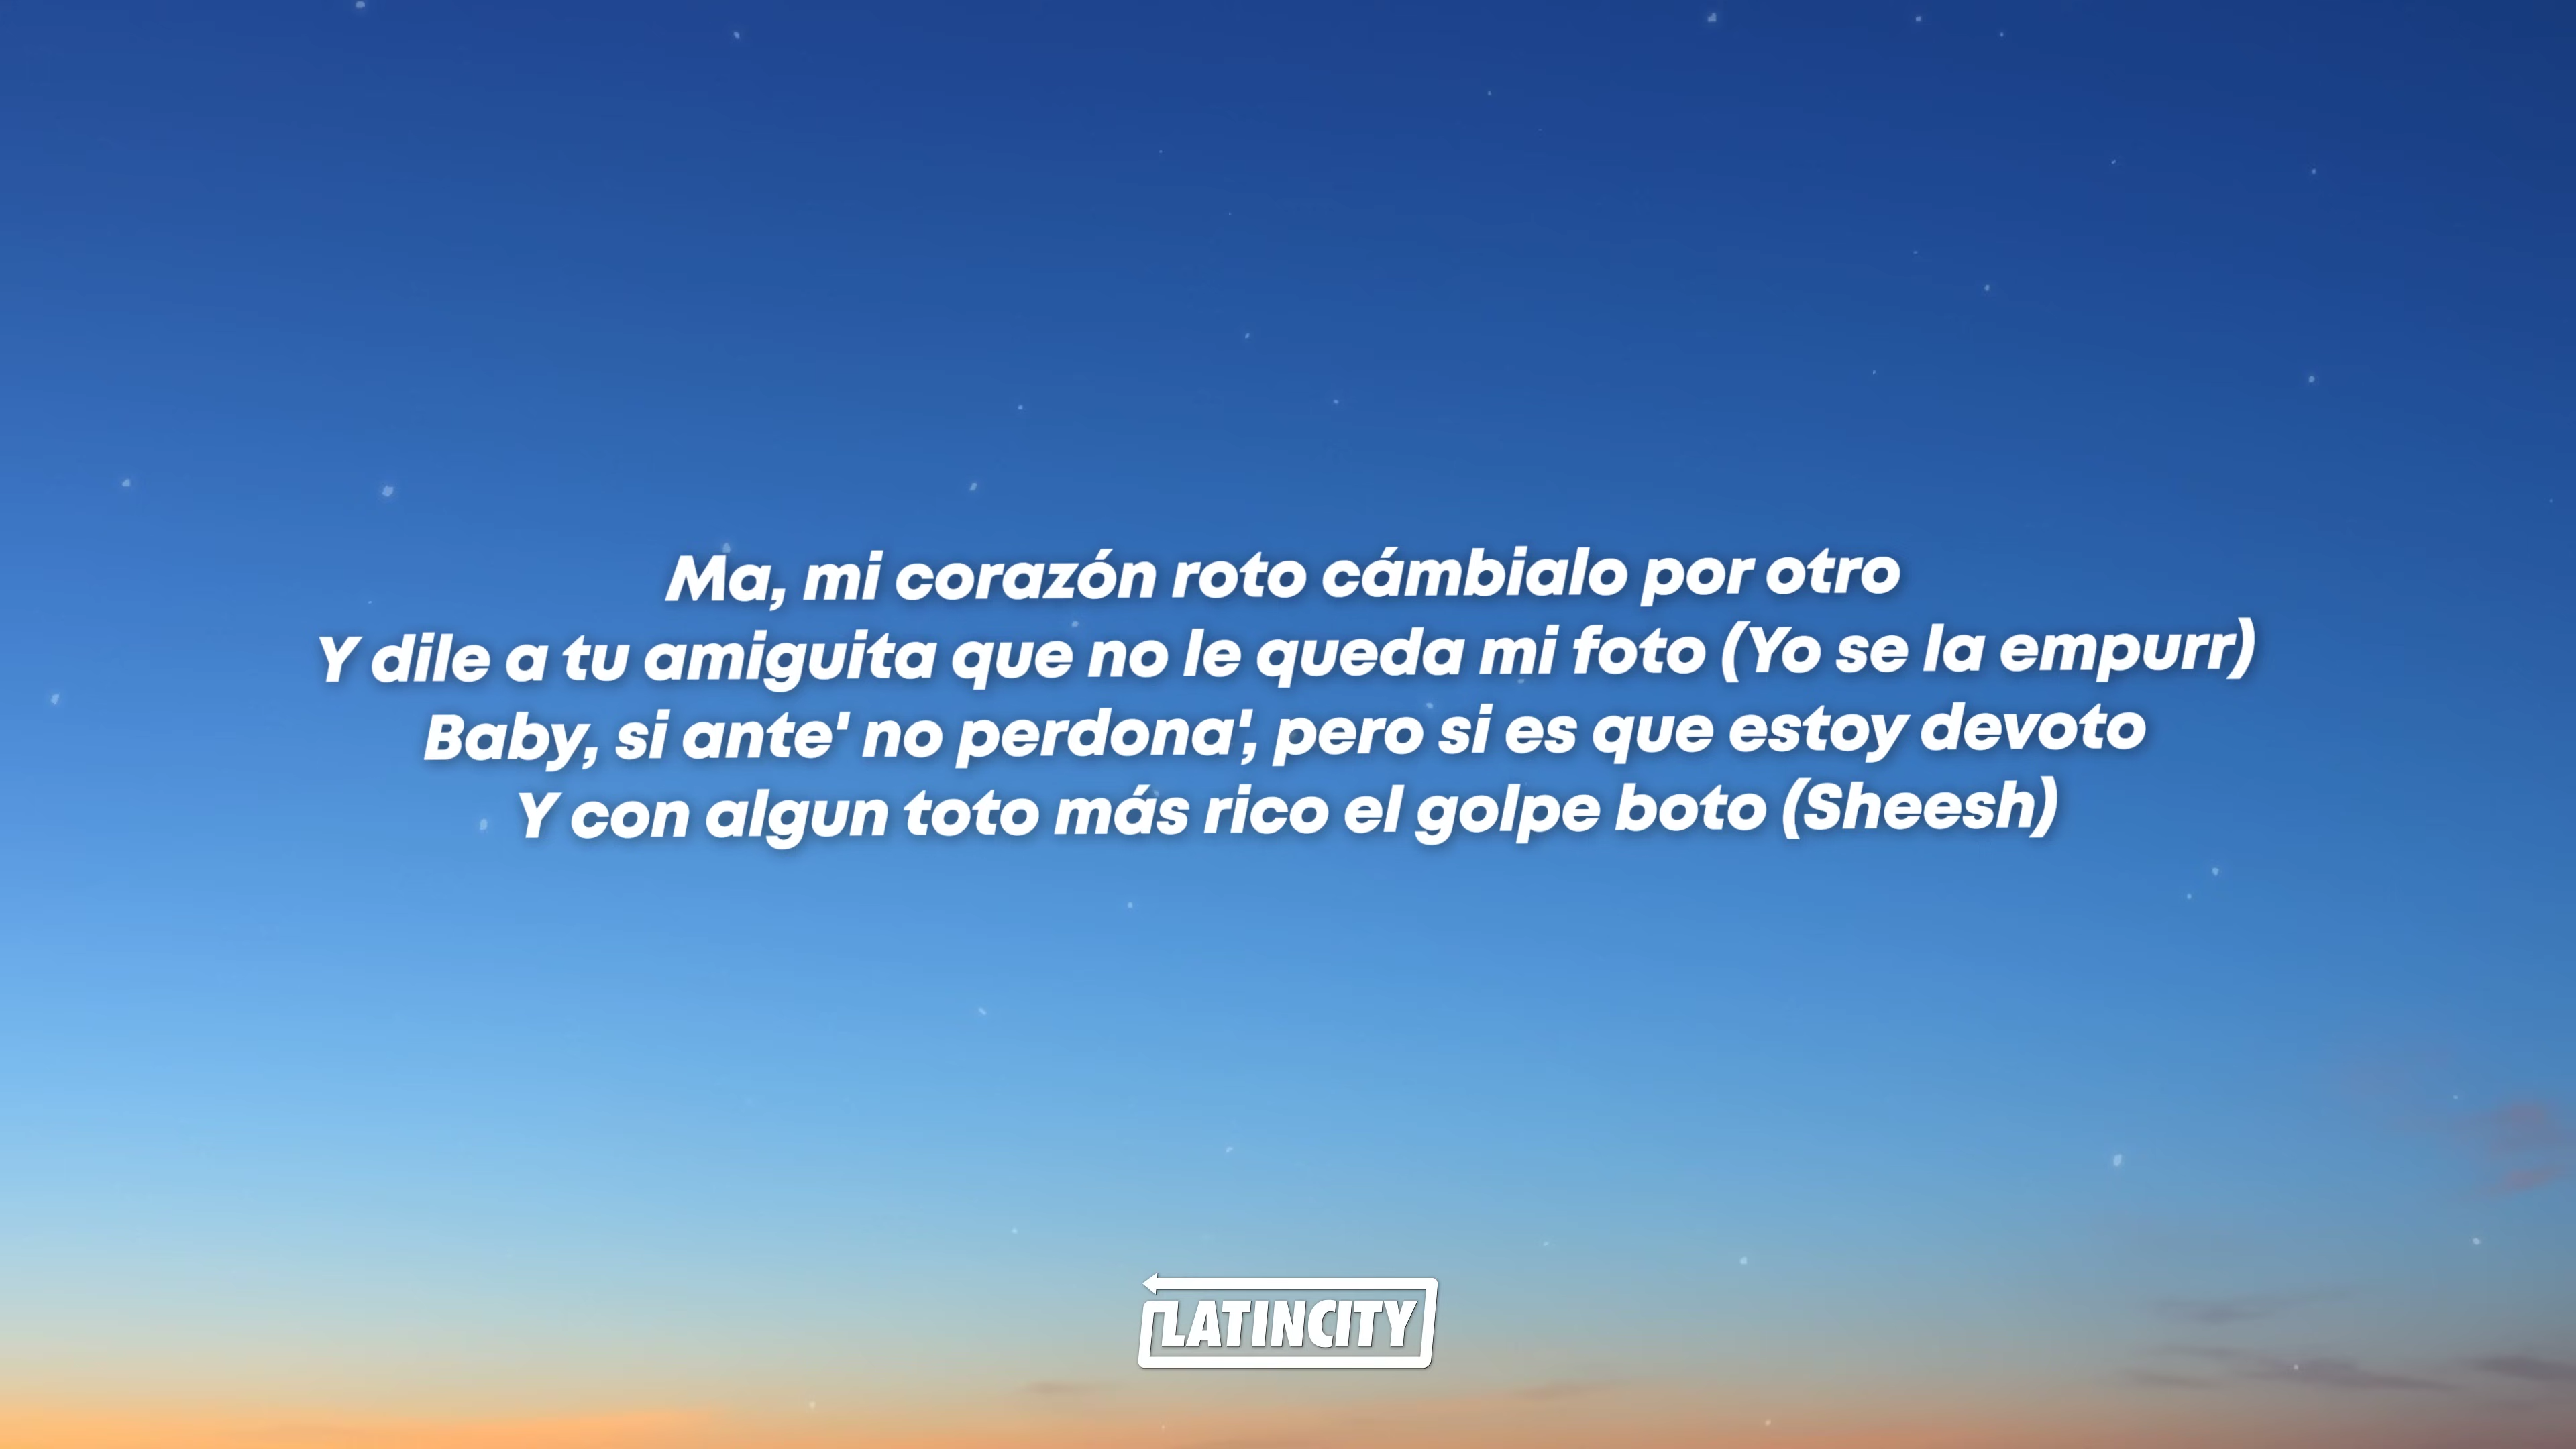 Ma, mi corazón roto cámbialo por otro
Y dile a tu amiguita que no le queda mi foto (Yo se la empurr)
Baby, si ante' no perdona', pero si es que estoy devoto
Y con algun toto más rico el golpe boto (Sheesh)
LATINCITY